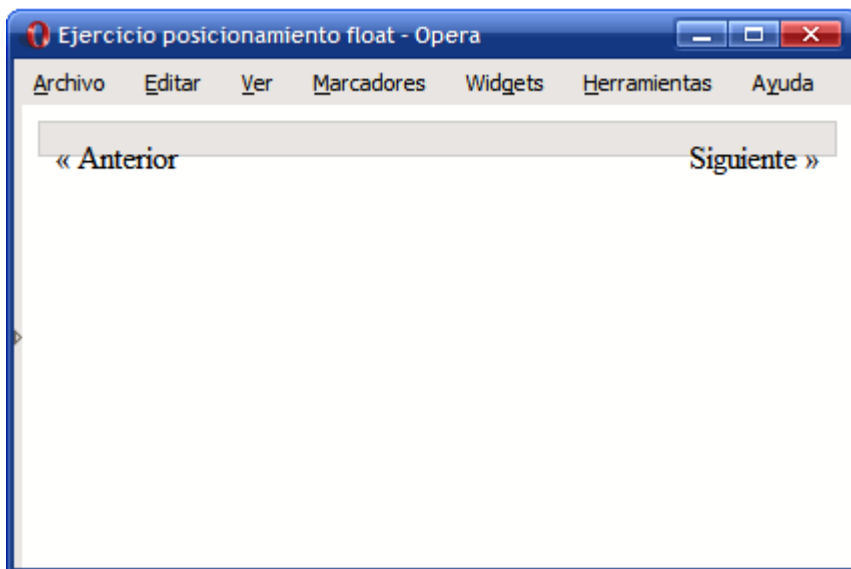 Ejercicio posicionamiento float - Opera
Archivo Editar Ver Marcadores Widgets Herramientas Ayuda
« Anterior Siguiente »